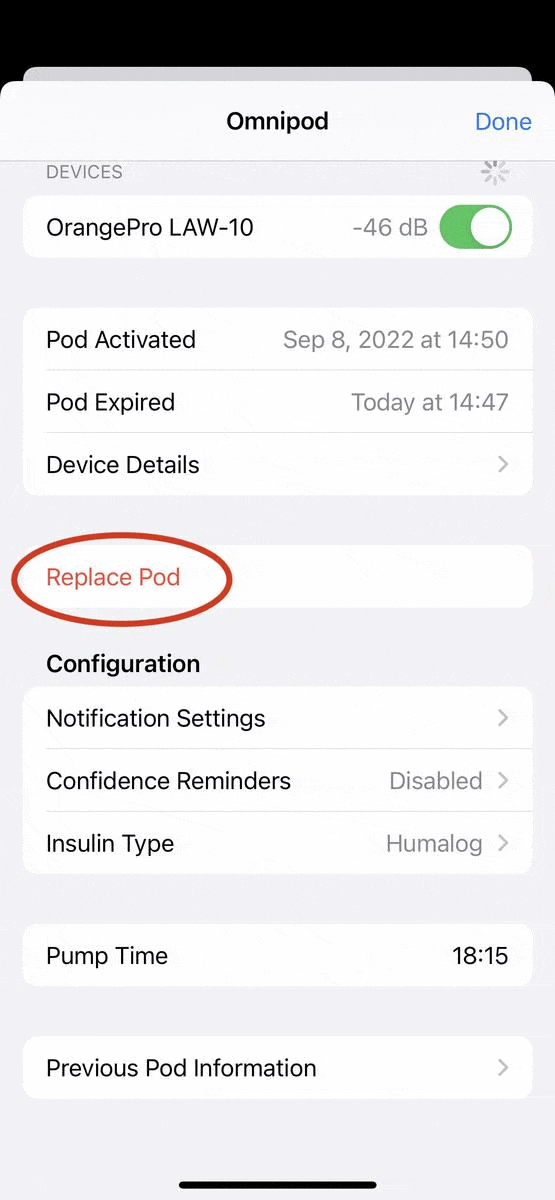 Omnipod
Done
DEVICES
OrangePro LAW-10 -46 dB
Pod Activated Sep 8, 2022 at 14:50
Pod Expired Today at 14:47
Device Details
Replace Pod
Configuration
Notification Settings
Confidence Reminders Disabled
Insulin Type Humalog
Pump Time 18:15
Previous Pod Information